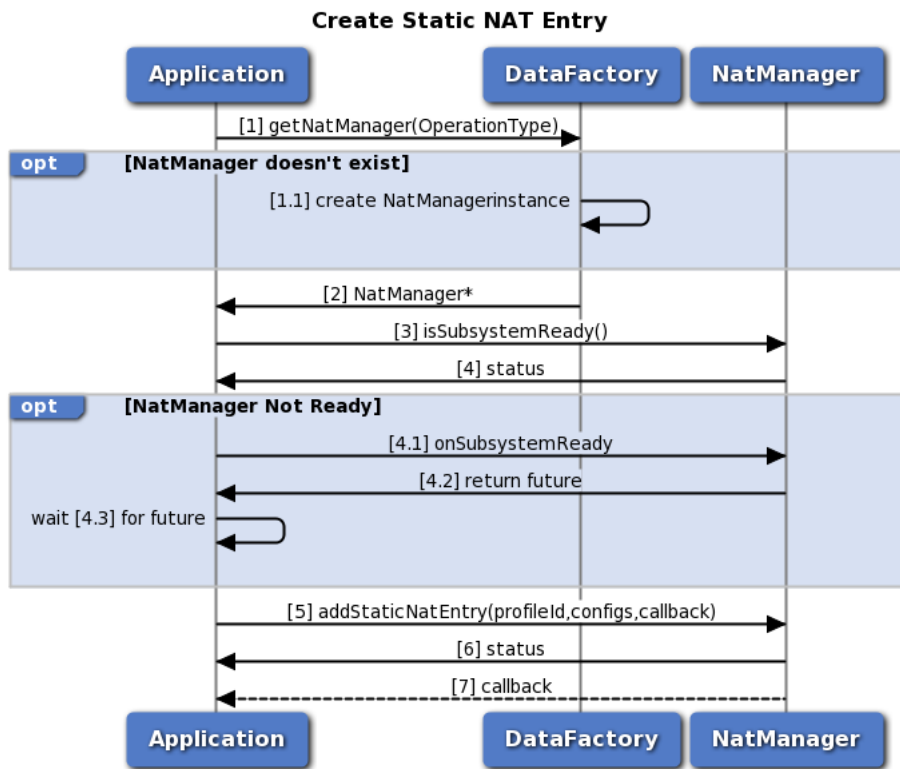 Create Static NAT Entry
Application DataFactory NatManager
[1] getNatManager(OperationType)
opt [NatManager doesn't exist]
[1.1] create NatManagerinstance
[2] NatManager*
[3] isSubsystemReady()
[4] status
opt [NatManager Not Ready]
[4.1] onSubsystemReady
[4.2] return future
wait [4.3] for future
[5] addStaticNatEntry(profileId,configs,callback)
[6] status
[7] callback
Application DataFactory NatManager